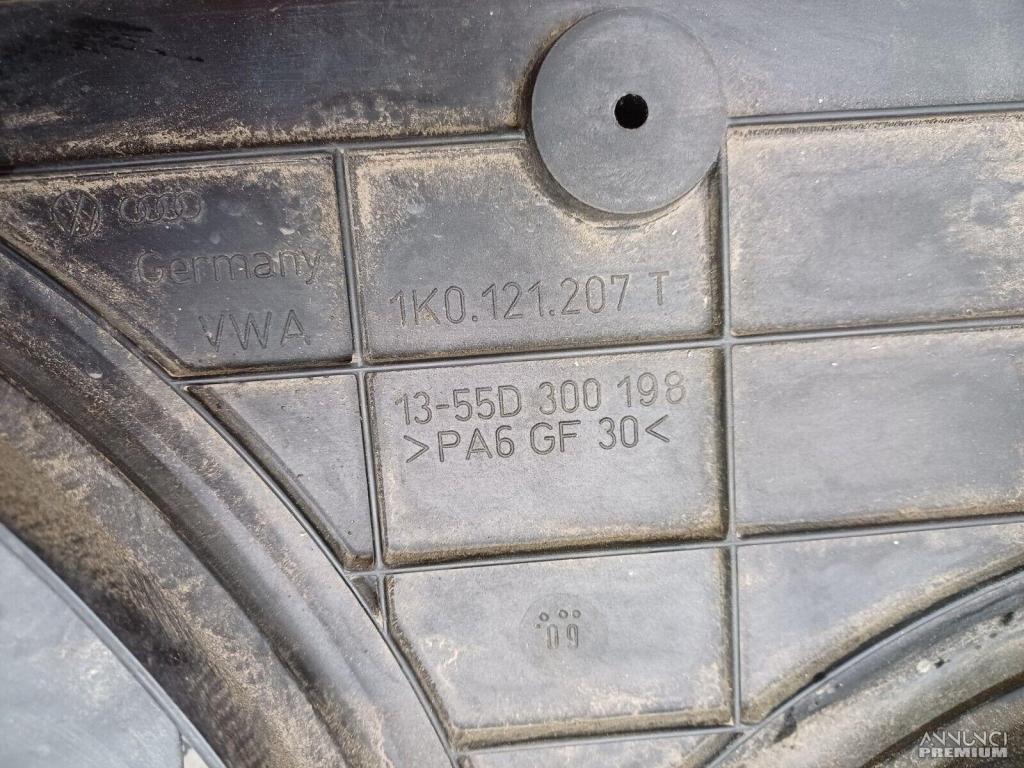 Germany
VWA
1K0.121.207 T
13-55D 300 198
>PA6 GF 30<
09
ANNUNCI
PREMIUM